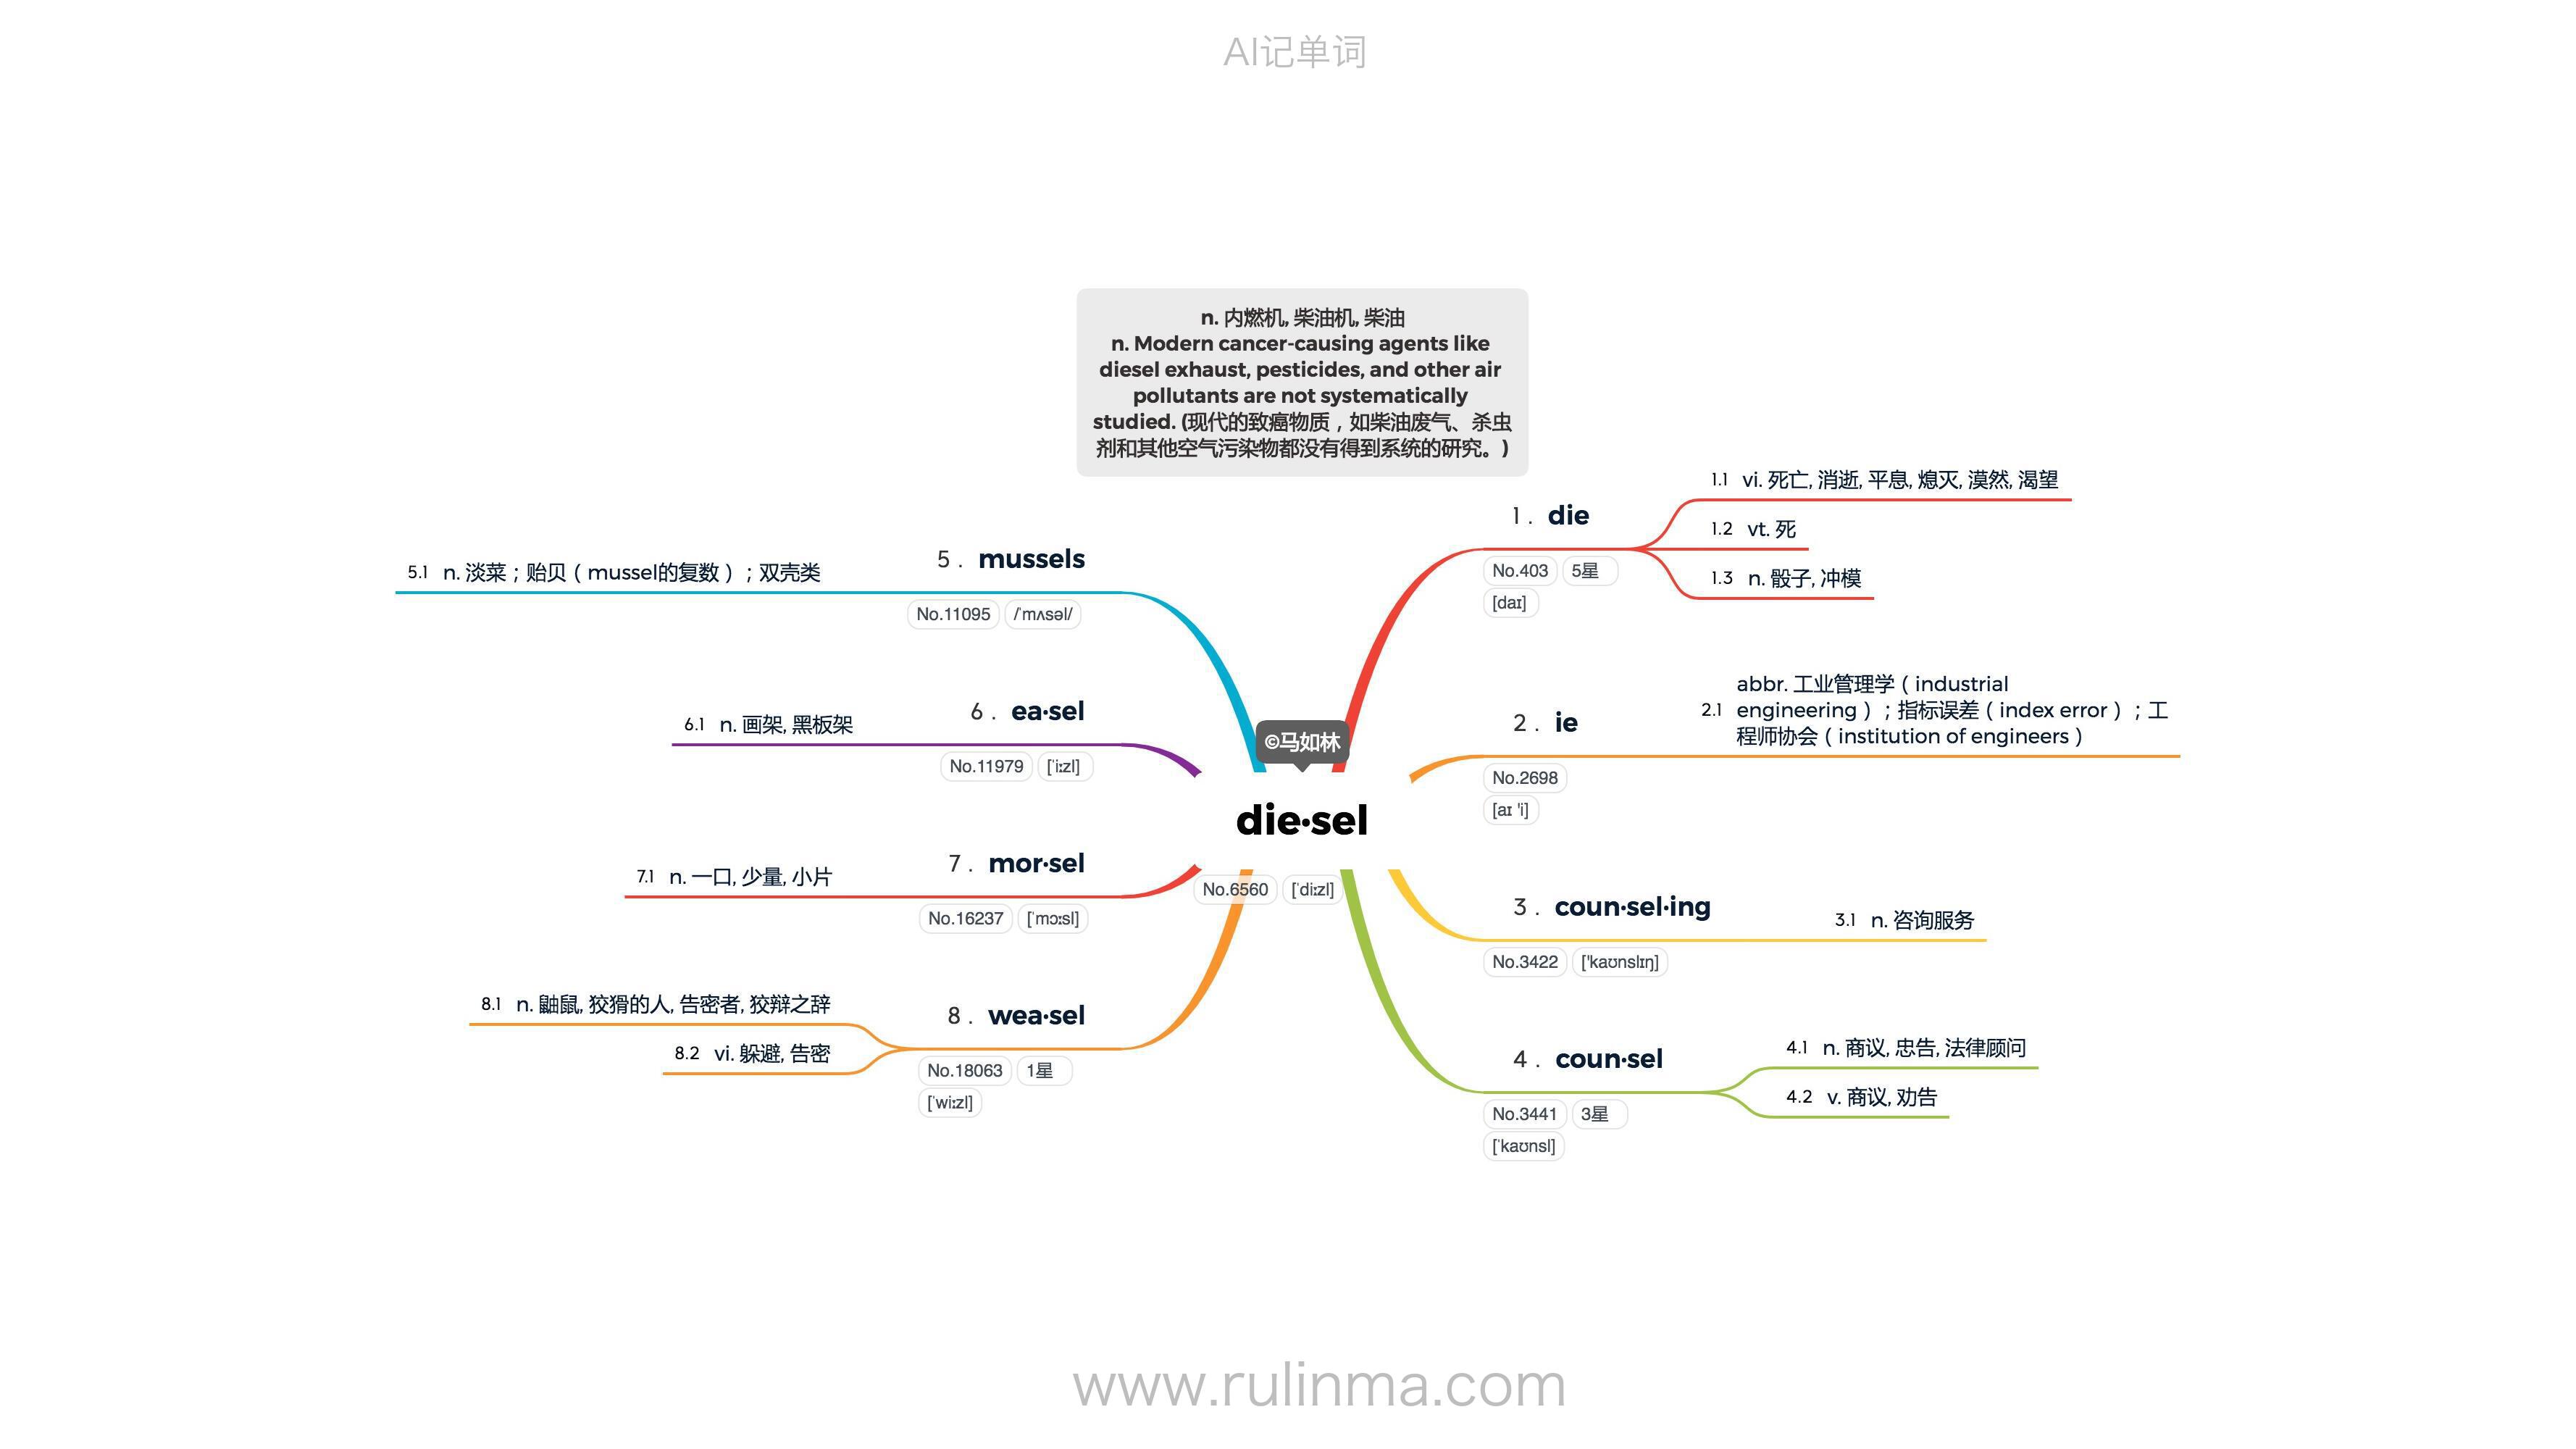 AI记单词
n. 内燃机, 柴油机, 柴油
n. Modern cancer-causing agents like
diesel exhaust, pesticides, and other air
pollutants are not systematically
studied. (现代的致癌物质，如柴油废气、杀虫
剂和其他空气污染物都没有得到系统的研究。)
©马如林
die·sel
No.6560 [ˈdiːzl]
1. die
No.403 5星
[daɪ]
1.1 vi. 死亡, 消逝, 平息, 熄灭, 漠然, 渴望
1.2 vt. 死
1.3 n. 骰子, 冲模
2. ie
No.2698
[aɪ ˈi]
2.1 abbr. 工业管理学（industrial
engineering）；指标误差（index error）；工
程师协会（institution of engineers）
3. coun·sel·ing
No.3422 [ˈkaʊnslɪŋ]
3.1 n. 咨询服务
4. coun·sel
No.3441 3星
[ˈkaʊnsl]
4.1 n. 商议, 忠告, 法律顾问
4.2 v. 商议, 劝告
5. mussels
No.11095 /ˈmʌsəl/
5.1 n. 淡菜；贻贝（mussel的复数）；双壳类
6. ea·sel
No.11979 [ˈiːzl]
6.1 n. 画架, 黑板架
7. mor·sel
No.16237 [ˈmɔːsl]
7.1 n. 一口, 少量, 小片
8. wea·sel
No.18063 1星
[ˈwiːzl]
8.1 n. 鼬鼠, 狡猾的人, 告密者, 狡辩之辞
8.2 vi. 躲避, 告密
www.rulinma.com